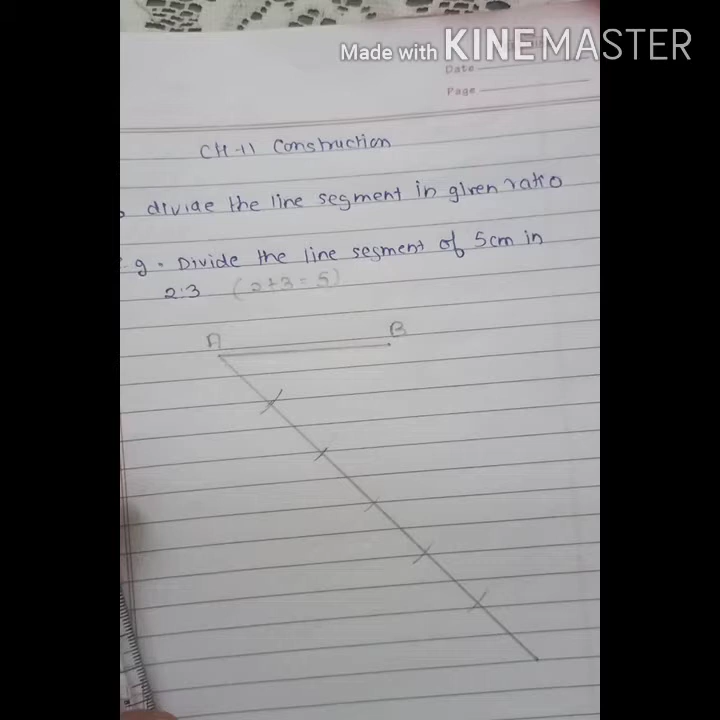 Made with KINEMASTER
Date
Page
CH-11 Construction
divide the line segment in given ratio
g. Divide the line segment of 5cm in
2:3 (2+3=5)
A B